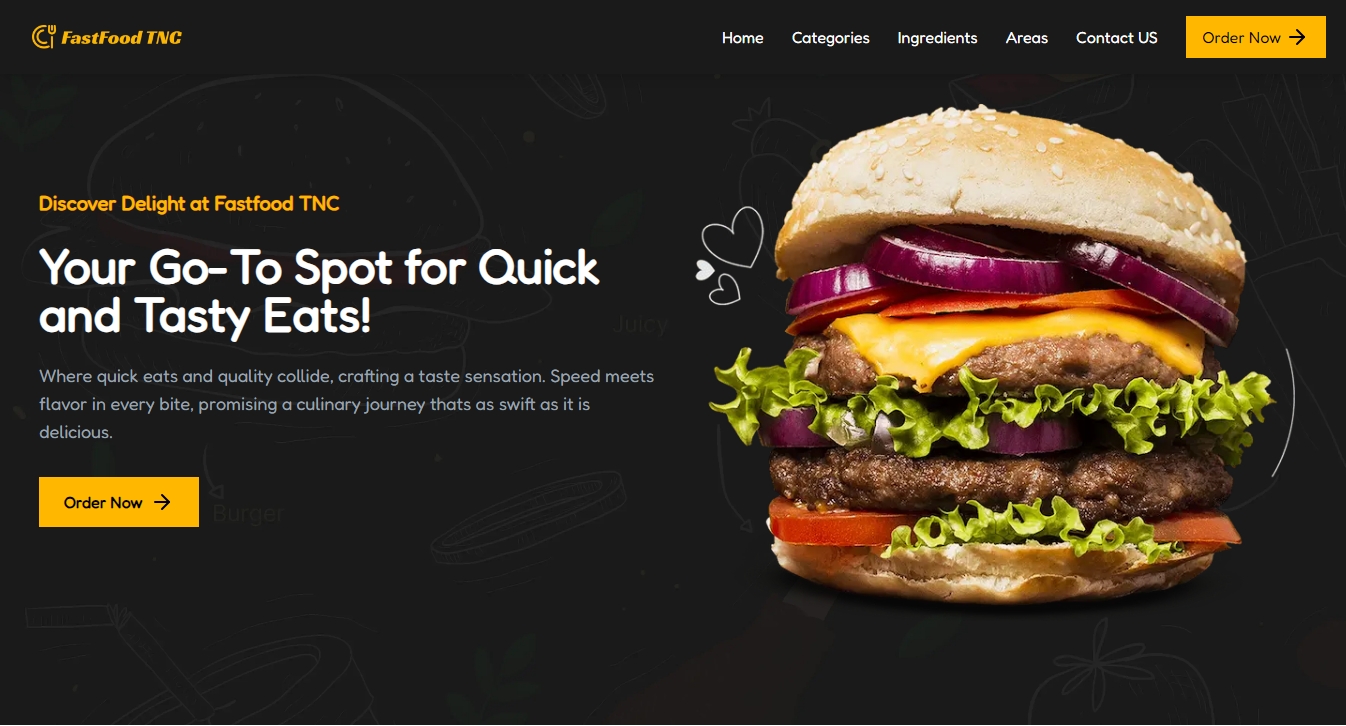 FastFood TNC
Home Categories Ingredients Areas Contact US Order Now
Discover Delight at Fastfood TNC
Your Go-To Spot for Quick
and Tasty Eats!
Juicy
Where quick eats and quality collide, crafting a taste sensation. Speed meets
flavor in every bite, promising a culinary journey thats as swift as it is
delicious.
Order Now
Burger